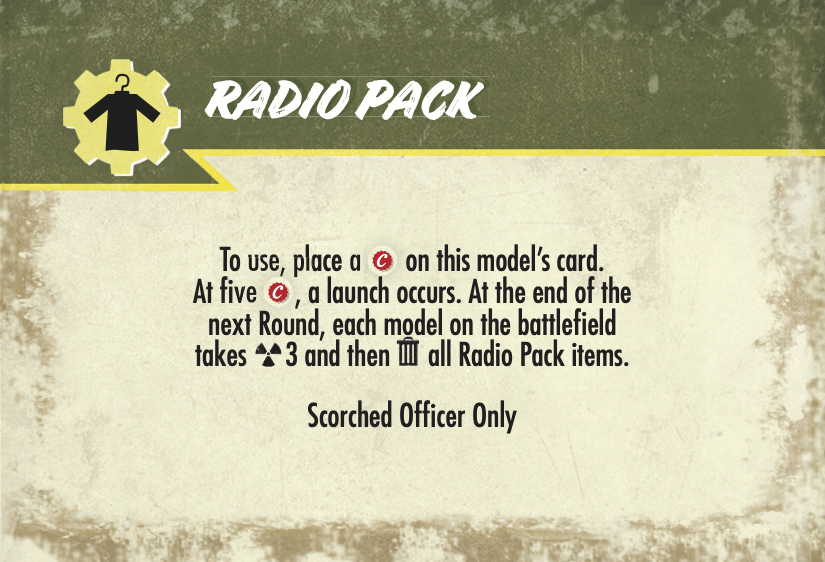 RADIO PACK
To use, place a C on this model's card.
At five C, a launch occurs. At the end of the
next Round, each model on the battlefield
takes ☢3 and then 🗑 all Radio Pack items.
Scorched Officer Only